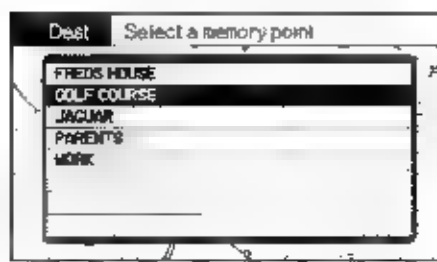 Dest Select a memory point
FREDS HOUSE
GOLF COURSE
JAGUAR
PARENTS
WORK